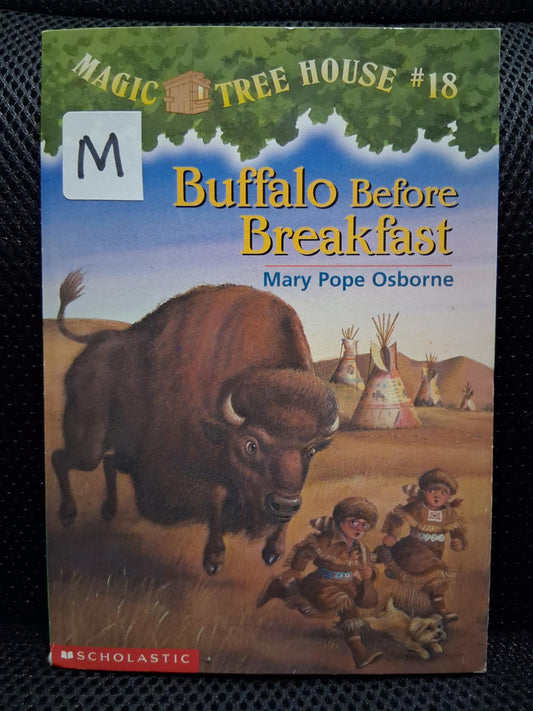 MAGIC TREE HOUSE #18
M
Buffalo Before
Breakfast
Mary Pope Osborne
SCHOLASTIC